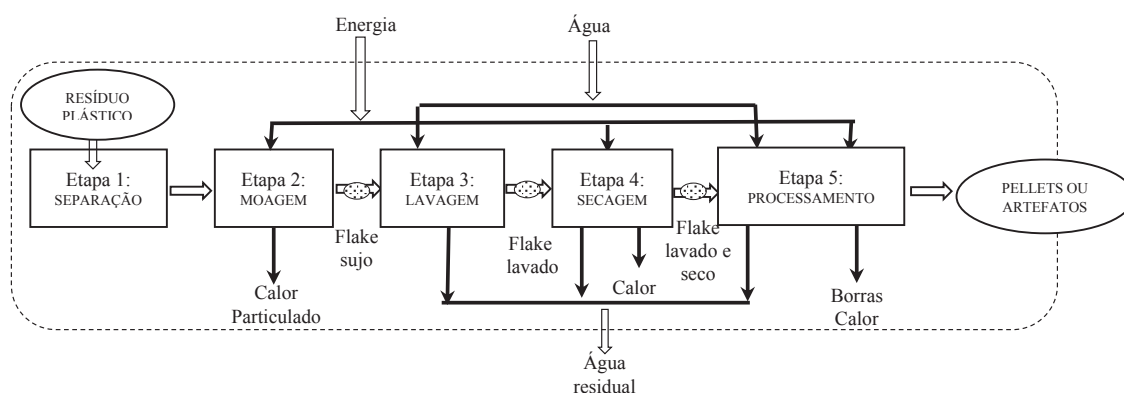 Energia
Água
RESÍDUO
PLÁSTICO
Etapa 1:
SEPARAÇÃO
Etapa 2:
MOAGEM
Etapa 3:
LAVAGEM
Etapa 4:
SECAGEM
Etapa 5:
PROCESSAMENTO
PELLETS OU
ARTEFATOS
Flake
sujo
Flake
lavado
Flake
lavado e
seco
Calor
Particulado
Calor
Borras
Calor
Água
residual